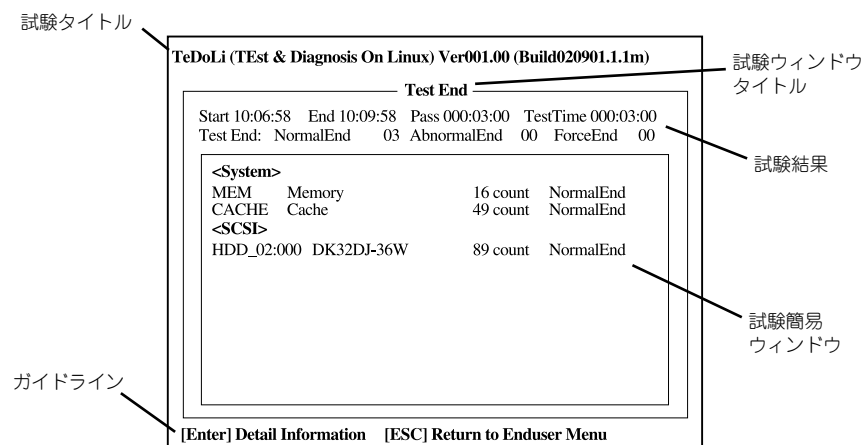 試験タイトル
TeDoLi (TEst & Diagnosis On Linux) Ver001.00 (Build020901.1.1m)
試験ウィンドウ
タイトル
Test End
Start 10:06:58 End 10:09:58 Pass 000:03:00 TestTime 000:03:00
Test End: NormalEnd 03 AbnormalEnd 00 ForceEnd 00
試験結果
<System>
MEM Memory 16 count NormalEnd
CACHE Cache 49 count NormalEnd
<SCSI>
HDD_02:000 DK32DJ-36W 89 count NormalEnd
試験簡易
ウィンドウ
ガイドライン
[Enter] Detail Information [ESC] Return to Enduser Menu